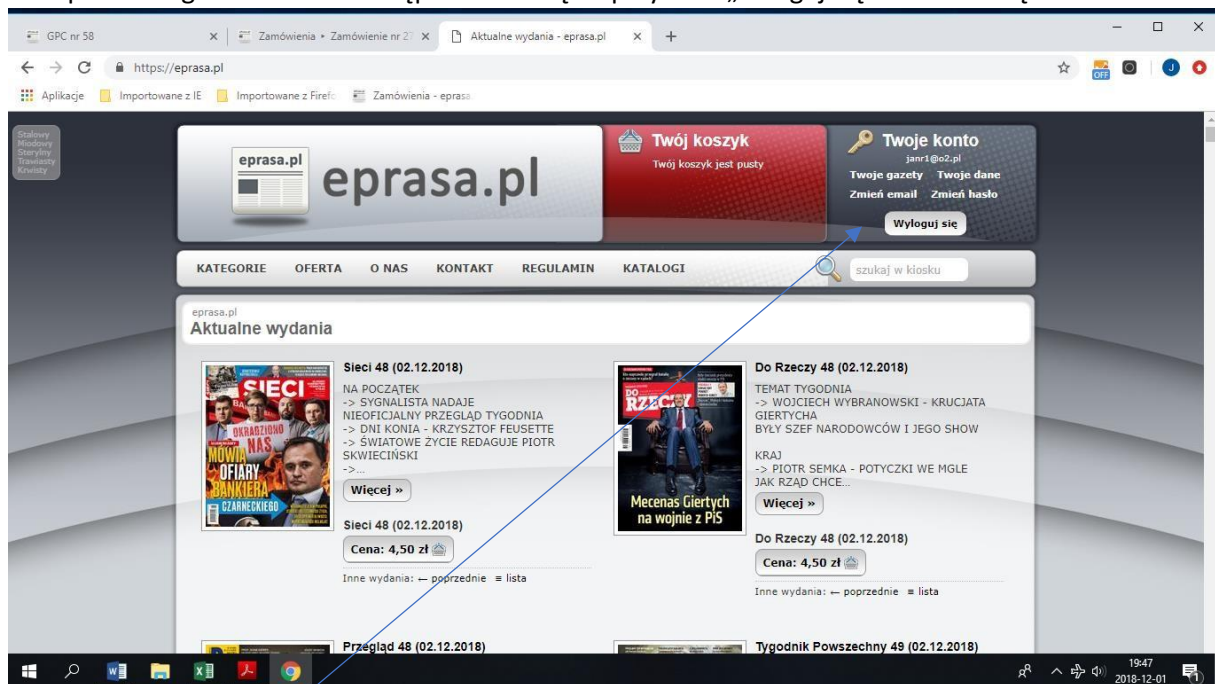 GPC nr 58
Zamówienia • Zamówienie nr 27
Aktualne wydania - eprasa.pl
https://eprasa.pl
OFF
J
Aplikacje
Importowane z IE
Importowane z Firefo
Zamówienia - eprasa
Stalowy
Miodowy
Sterylny
Trawiasty
Krwisty
eprasa.pl
eprasa.pl
Twój koszyk
Twój koszyk jest pusty
Twoje konto
janr1@o2.pl
Twoje gazety Twoje dane
Zmień email Zmień hasło
Wyloguj się
KATEGORIE OFERTA O NAS KONTAKT REGULAMIN KATALOGI
szukaj w kiosku
eprasa.pl
Aktualne wydania
SIECI
OKRADZIONO NAS
MÓWIĄ
OFIARY
BANKIERA
CZARNECKIEGO
Sieci 48 (02.12.2018)
NA POCZĄTEK
-> SYGNALISTA NADAJE
NIEOFICJALNY PRZEGLĄD TYGODNIA
-> DNI KONIA - KRZYSZTOF FEUSETTE
-> ŚWIATOWE ŻYCIE REDAGUJE PIOTR
SKWIECIŃSKI
->...
Więcej »
Sieci 48 (02.12.2018)
Cena: 4,50 zł
Inne wydania: ← poprzednie ≡ lista
DO
RZECZY
Mecenas Giertych
na wojnie z PiS
Do Rzeczy 48 (02.12.2018)
TEMAT TYGODNIA
-> WOJCIECH WYBRANOWSKI - KRUCJATA
GIERTYCHA
BYŁY SZEF NARODOWCÓW I JEGO SHOW
KRAJ
-> PIOTR SEMKA - POTYCZKI WE MGLE
JAK RZĄD CHCE...
Więcej »
Do Rzeczy 48 (02.12.2018)
Cena: 4,50 zł
Inne wydania: ← poprzednie ≡ lista
Przegląd 48 (02.12.2018)
Tygodnik Powszechny 49 (02.12.2018)
19:47
2018-12-01
1